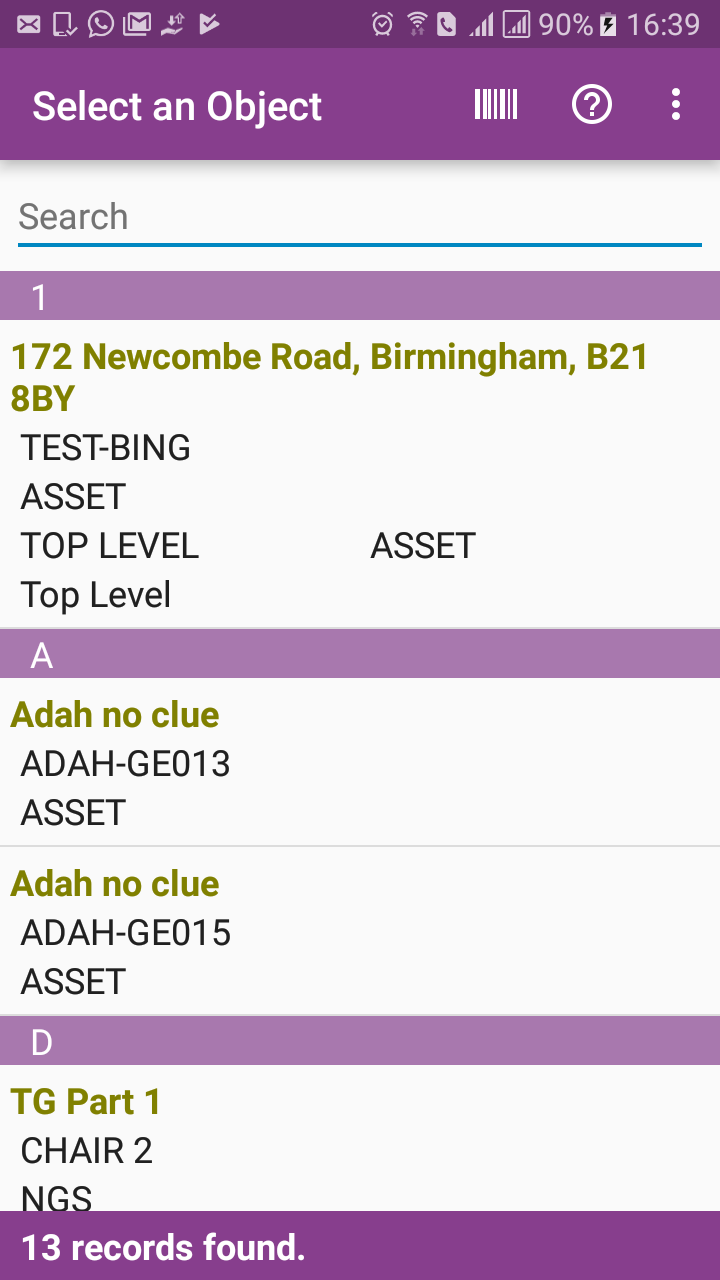 90% 16:39
Select an Object
Search
1
172 Newcombe Road, Birmingham, B21
8BY
TEST-BING
ASSET
TOP LEVEL ASSET
Top Level
A
Adah no clue
ADAH-GE013
ASSET
Adah no clue
ADAH-GE015
ASSET
D
TG Part 1
CHAIR 2
NGS
13 records found.